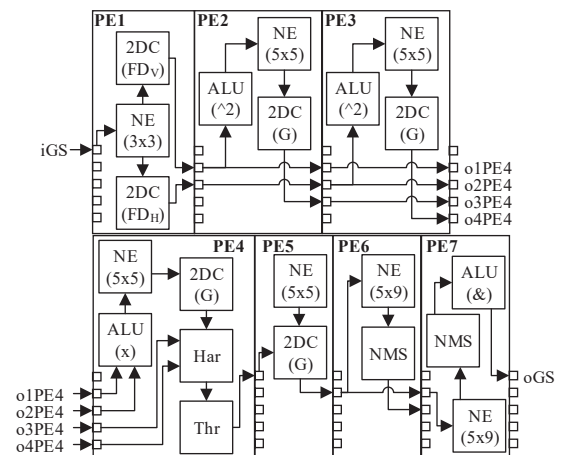 PE1
2DC
(FDV)
NE
(3x3)
2DC
(FDH)
iGS
PE2
NE
(5x5)
ALU
(^2)
2DC
(G)
PE3
NE
(5x5)
ALU
(^2)
2DC
(G)
o1PE4
o2PE4
o3PE4
o4PE4
PE4
NE
(5x5)
2DC
(G)
ALU
(x)
Har
Thr
o1PE4
o2PE4
o3PE4
o4PE4
PE5
NE
(5x5)
2DC
(G)
PE6
NE
(5x9)
NMS
PE7
ALU
(&)
NMS
NE
(5x9)
oGS